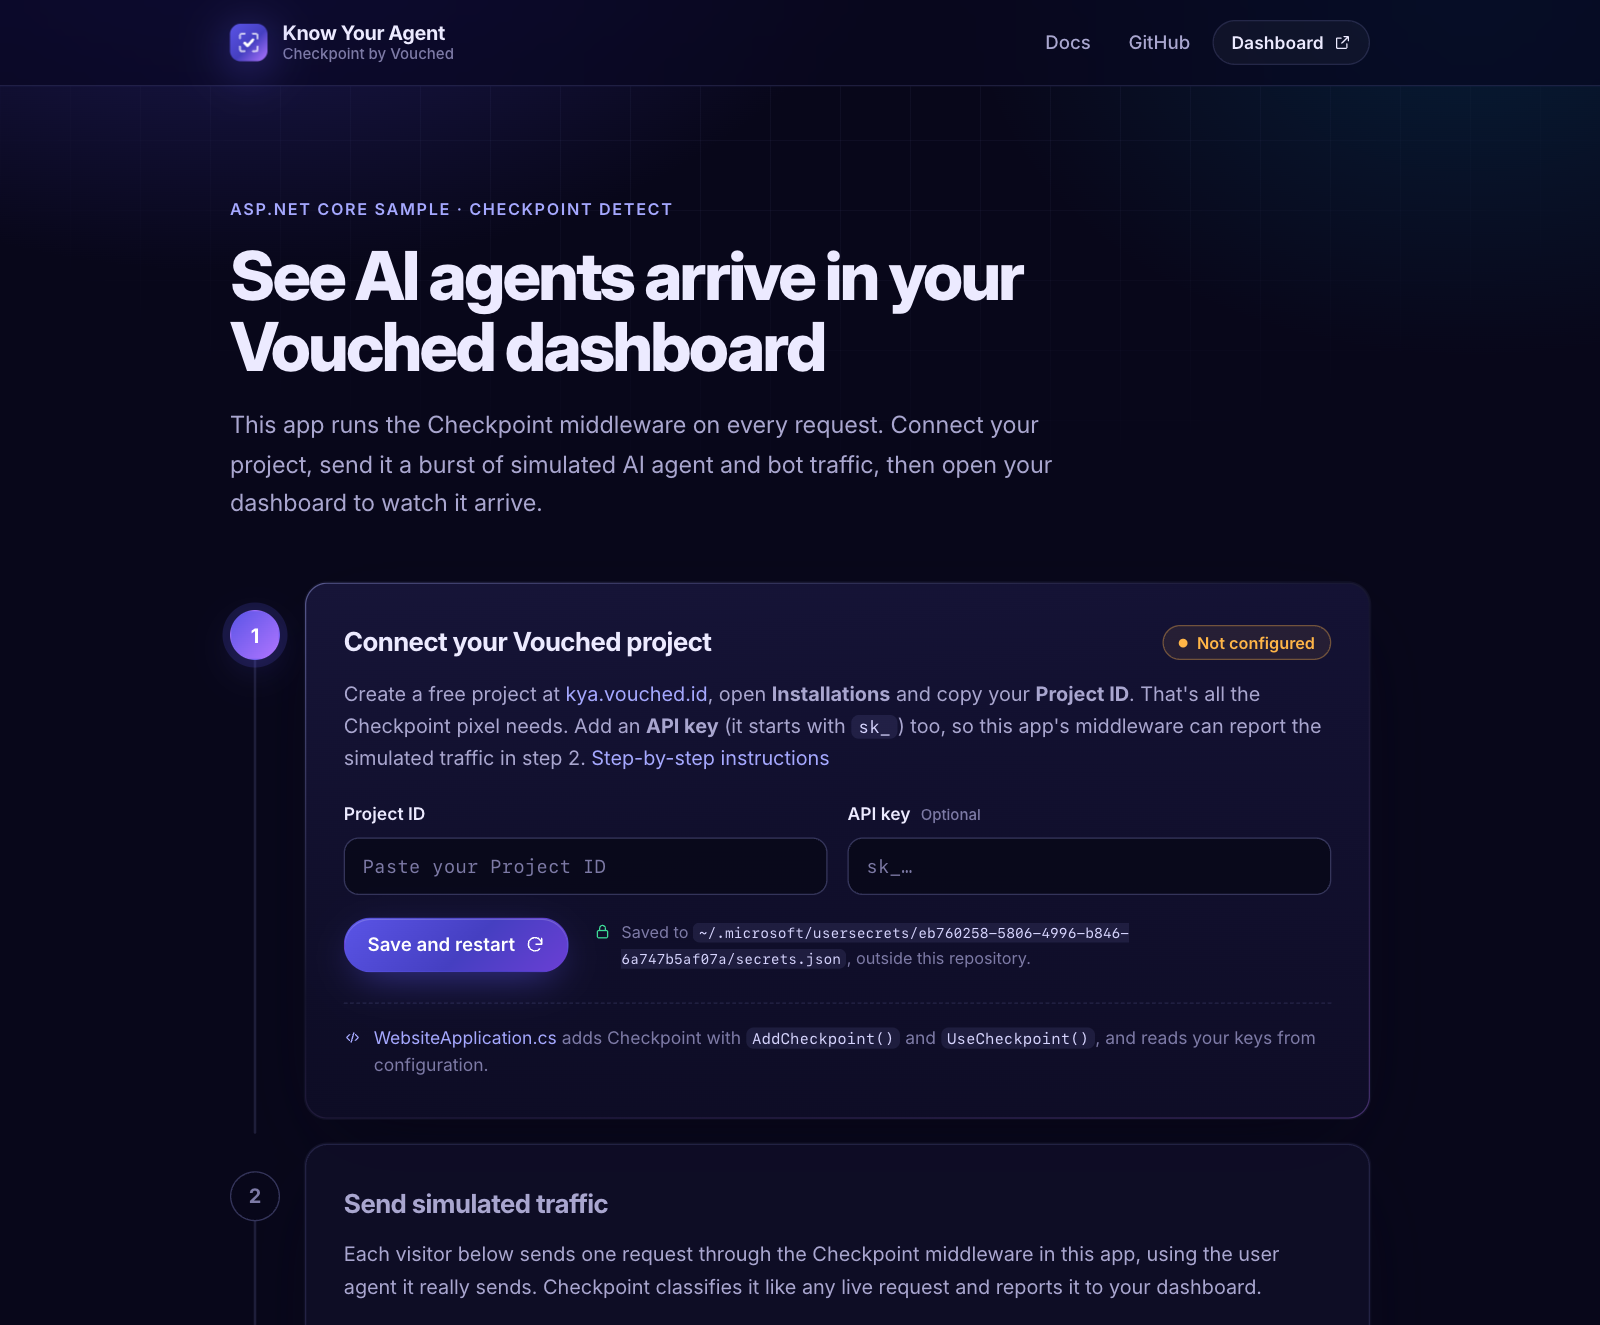 Know Your Agent
Checkpoint by Vouched
Docs
GitHub
Dashboard
ASP.NET CORE SAMPLE · CHECKPOINT DETECT
See AI agents arrive in your
Vouched dashboard
This app runs the Checkpoint middleware on every request. Connect your
project, send it a burst of simulated AI agent and bot traffic, then open your
dashboard to watch it arrive.
1
Connect your Vouched project
Not configured
Create a free project at kya.vouched.id, open Installations and copy your Project ID. That's all the
Checkpoint pixel needs. Add an API key (it starts with sk_ ) too, so this app's middleware can report the
simulated traffic in step 2. Step-by-step instructions
Project ID
API key Optional
Paste your Project ID
sk_…
Save and restart
Saved to ~/.microsoft/usersecrets/eb760258-5806-4996-b846-
6a747b5af07a/secrets.json , outside this repository.
WebsiteApplication.cs adds Checkpoint with AddCheckpoint() and UseCheckpoint() , and reads your keys from
configuration.
2
Send simulated traffic
Each visitor below sends one request through the Checkpoint middleware in this app, using the user
agent it really sends. Checkpoint classifies it like any live request and reports it to your dashboard.